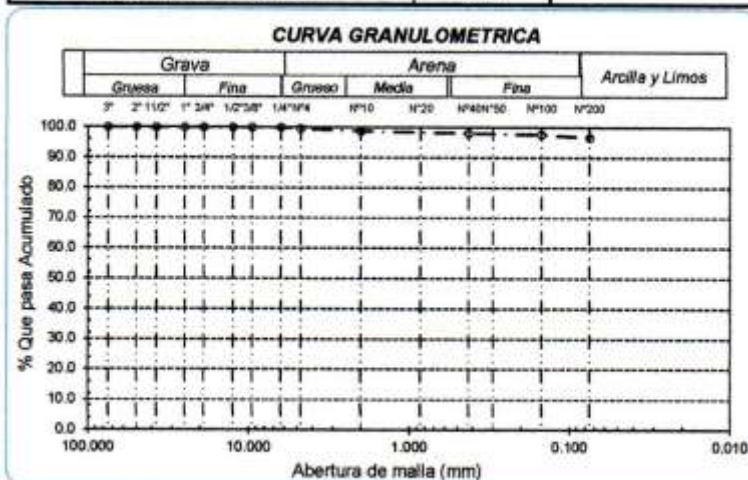 CURVA GRANULOMETRICA
Grava Arena Arcilla y Limos
Gruesa Fina Grueso Media Fina
3" 2" 11/2" 1" 3/4" 1/2" 3/8" 1/4" Nº4 Nº10 Nº20 Nº40 Nº50 Nº100 Nº200
% Que pasa Acumulado
100.0
90.0
80.0
70.0
60.0
50.0
40.0
30.0
20.0
10.0
0.0
100.000 10.000 1.000 0.100 0.010
Abertura de malla (mm)